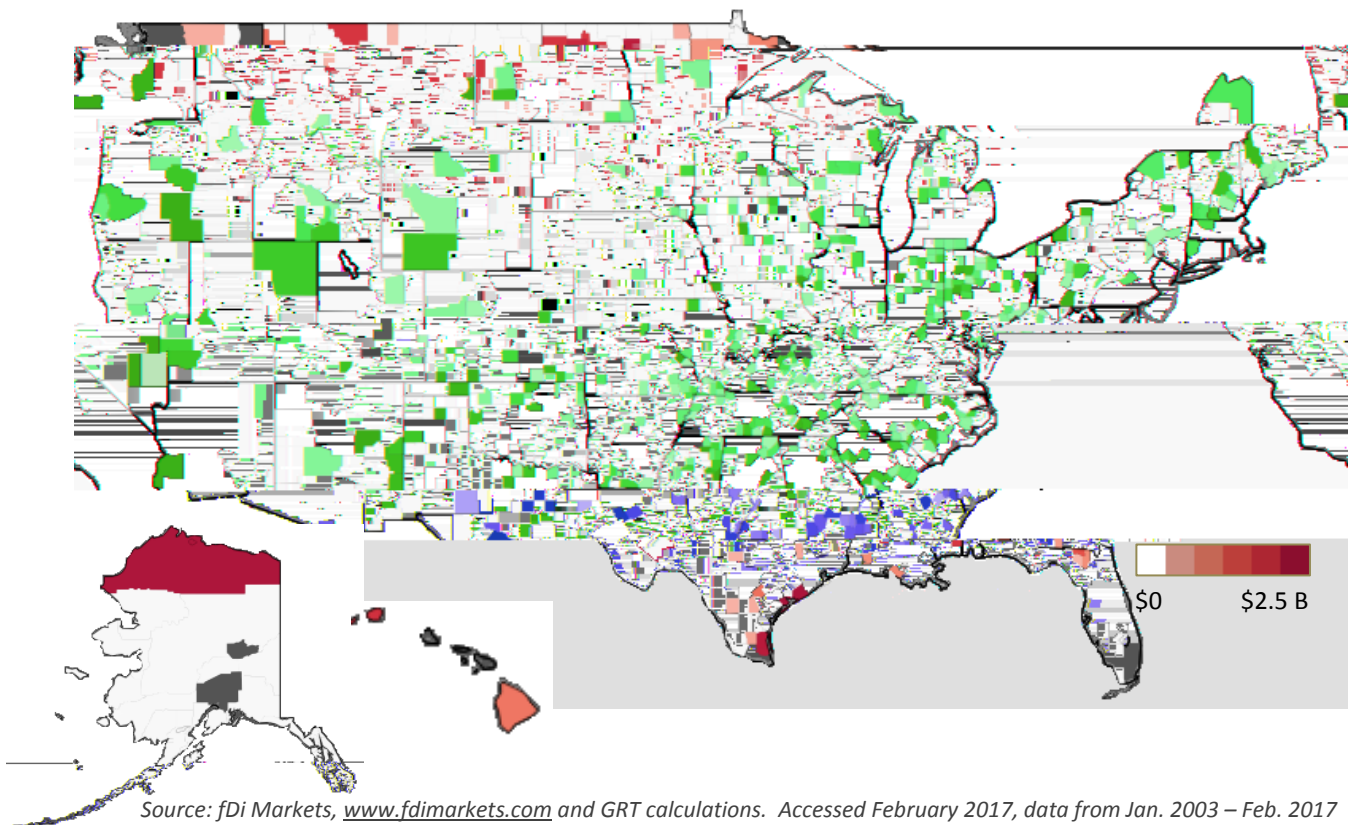 $0 $2.5 B
Source: fDi Markets, www.fdimarkets.com and GRT calculations. Accessed February 2017, data from Jan. 2003 – Feb. 2017